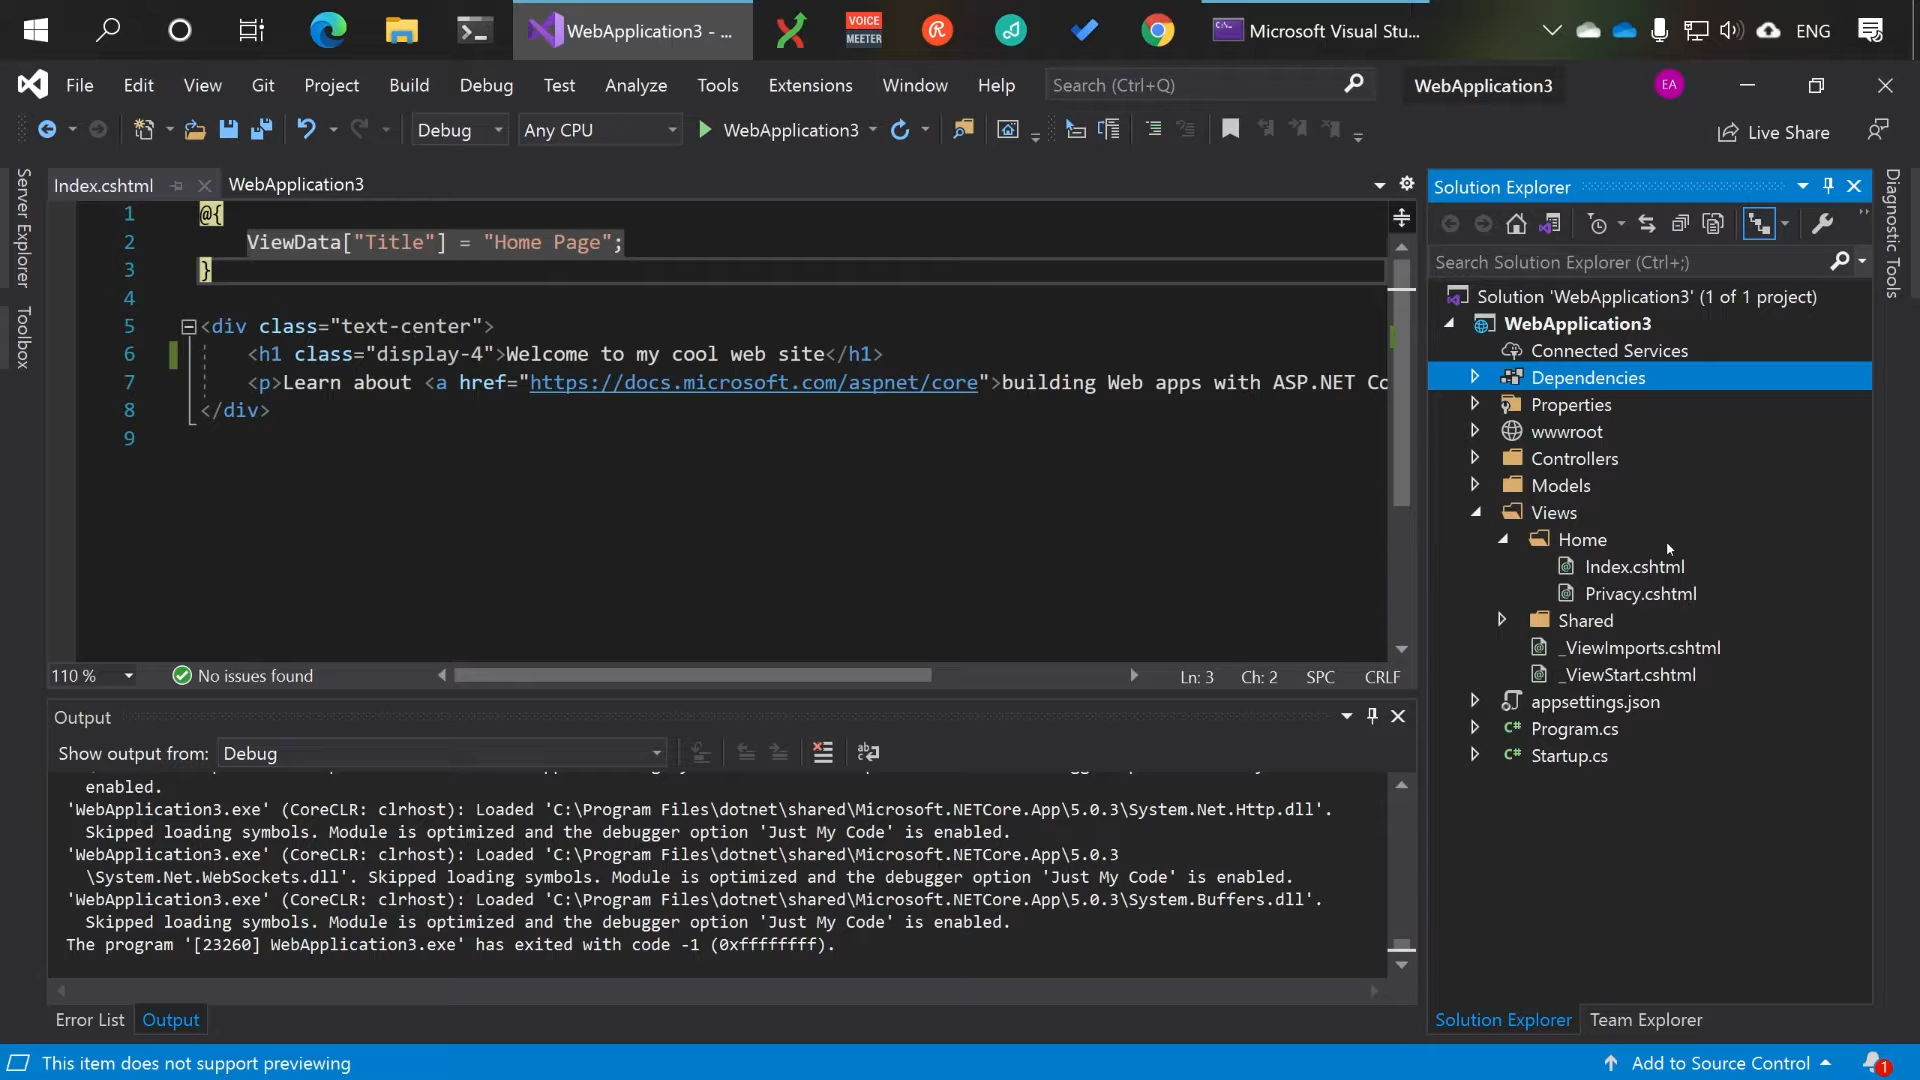 WebApplication3 - ...
VOICE
MEETER
Microsoft Visual Stu...
ENG
File Edit View Git Project Build Debug Test Analyze Tools Extensions Window Help Search (Ctrl+Q) WebApplication3 EA
Debug Any CPU WebApplication3 Live Share
Server Explorer
Toolbox
Index.cshtml WebApplication3
1 @{
2 ViewData["Title"] = "Home Page";
3 }
4
5 <div class="text-center">
6 <h1 class="display-4">Welcome to my cool web site</h1>
7 <p>Learn about <a href="https://docs.microsoft.com/aspnet/core">building Web apps with ASP.NET Co
8 </div>
9
110 % No issues found Ln: 3 Ch: 2 SPC CRLF
Output
Show output from: Debug
enabled.
'WebApplication3.exe' (CoreCLR: clrhost): Loaded 'C:\Program Files\dotnet\shared\Microsoft.NETCore.App\5.0.3\System.Net.Http.dll'.
Skipped loading symbols. Module is optimized and the debugger option 'Just My Code' is enabled.
'WebApplication3.exe' (CoreCLR: clrhost): Loaded 'C:\Program Files\dotnet\shared\Microsoft.NETCore.App\5.0.3
\System.Net.WebSockets.dll'. Skipped loading symbols. Module is optimized and the debugger option 'Just My Code' is enabled.
'WebApplication3.exe' (CoreCLR: clrhost): Loaded 'C:\Program Files\dotnet\shared\Microsoft.NETCore.App\5.0.3\System.Buffers.dll'.
Skipped loading symbols. Module is optimized and the debugger option 'Just My Code' is enabled.
The program '[23260] WebApplication3.exe' has exited with code -1 (0xffffffff).
Error List Output
Solution Explorer
Search Solution Explorer (Ctrl+;)
Solution 'WebApplication3' (1 of 1 project)
WebApplication3
Connected Services
Dependencies
Properties
wwwroot
Controllers
Models
Views
Home
Index.cshtml
Privacy.cshtml
Shared
_ViewImports.cshtml
_ViewStart.cshtml
appsettings.json
C# Program.cs
C# Startup.cs
Solution Explorer Team Explorer
Diagnostic Tools
This item does not support previewing Add to Source Control 1